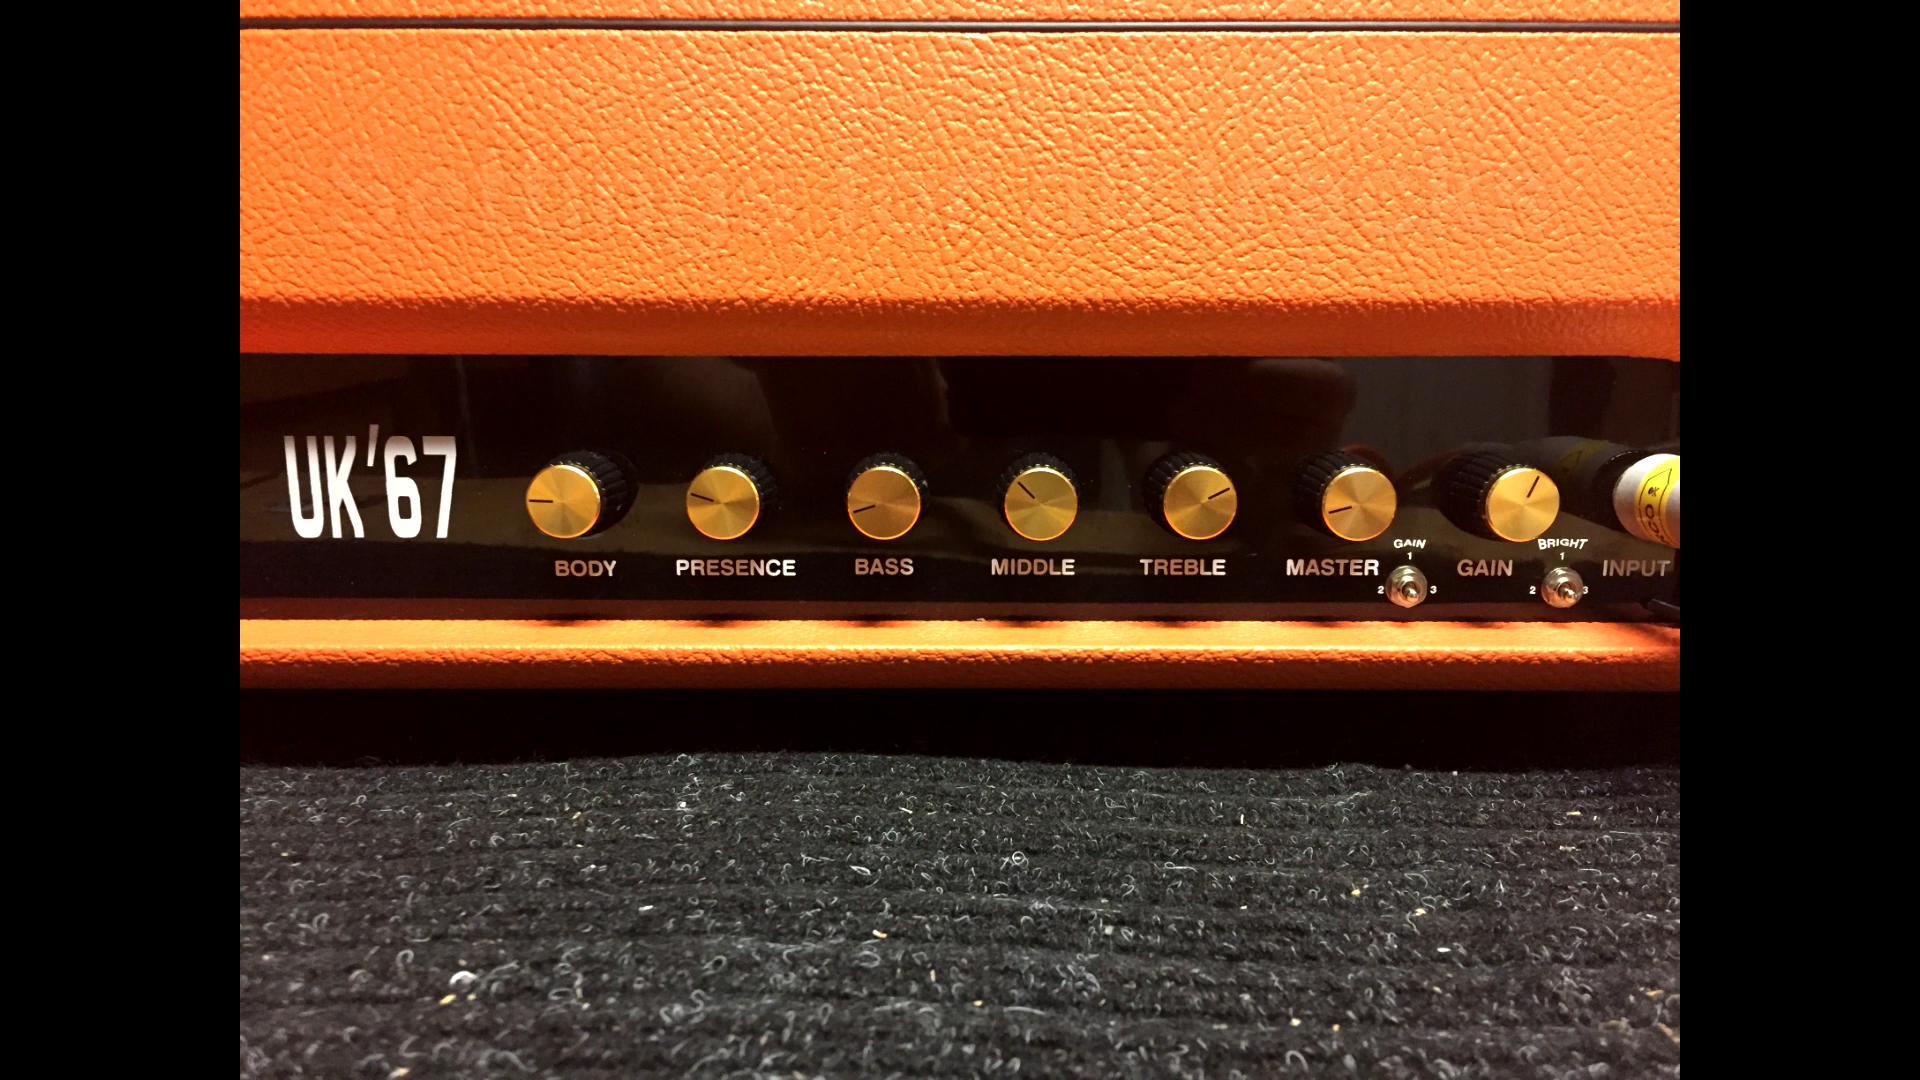 UK'67
BODY PRESENCE BASS MIDDLE TREBLE MASTER GAIN INPUT
GAIN
1
2 3
BRIGHT
1
2 3